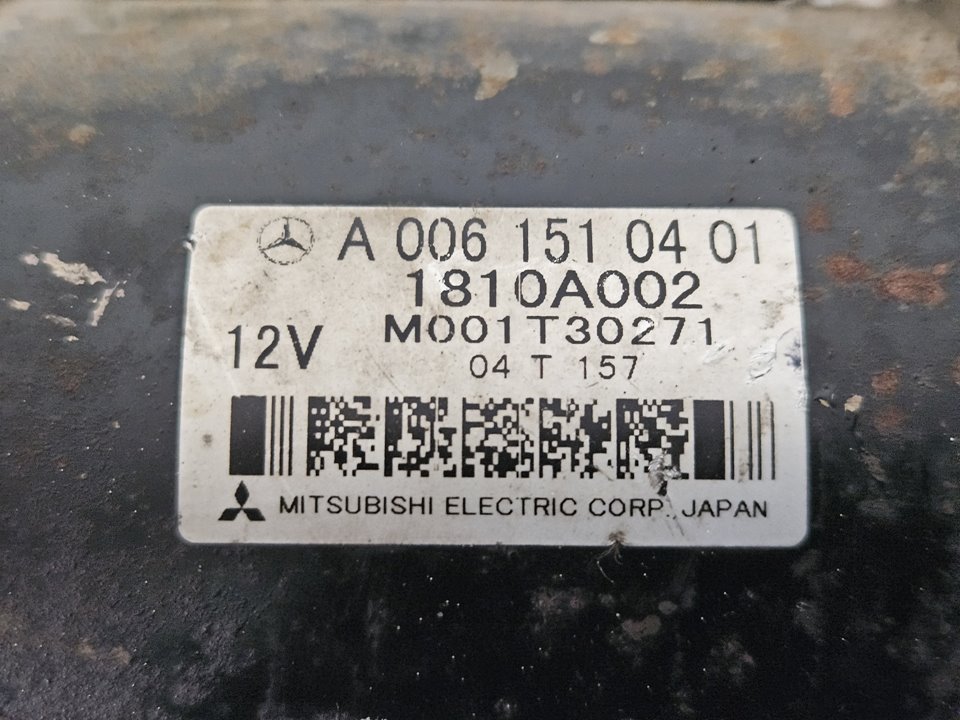 A 006 151 04 01
1810A002
12V
M001T30271
04 T 157
MITSUBISHI ELECTRIC CORP. JAPAN